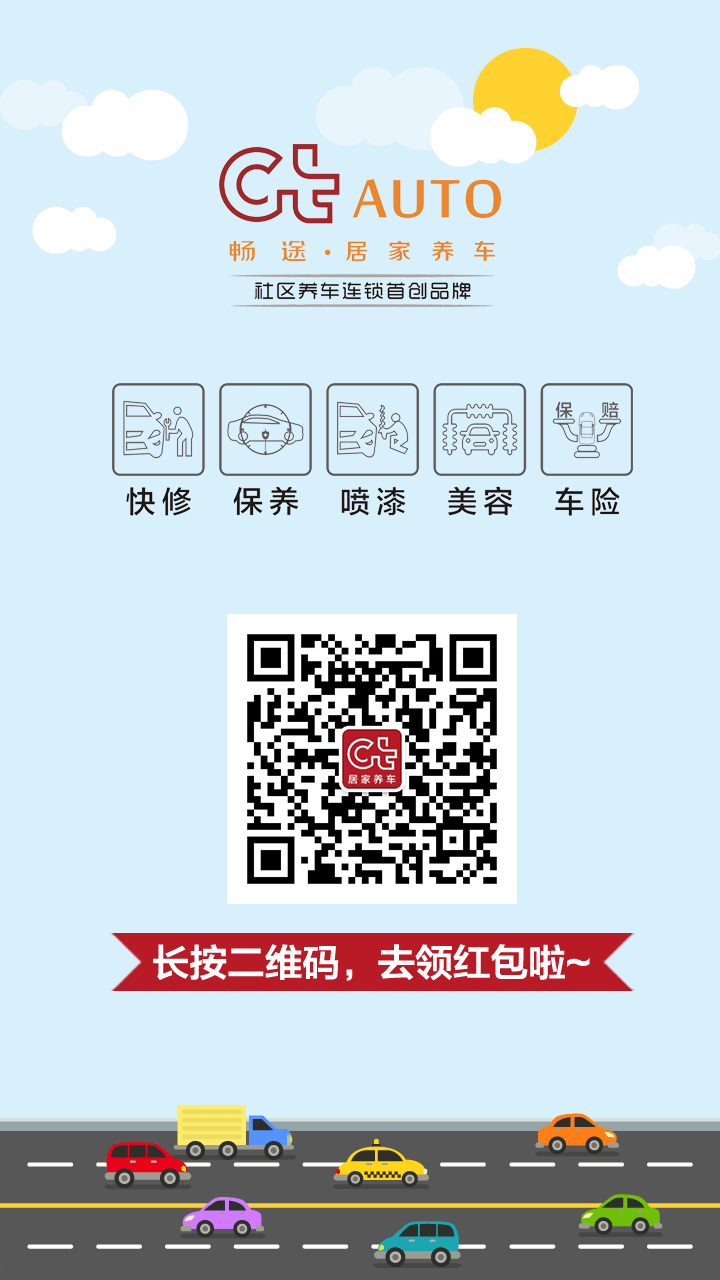 Ct AUTO
畅途·居家养车
社区养车连锁首创品牌
保 赔
快修 保养 喷漆 美容 车险
Ct
居家养车
长按二维码，去领红包啦~